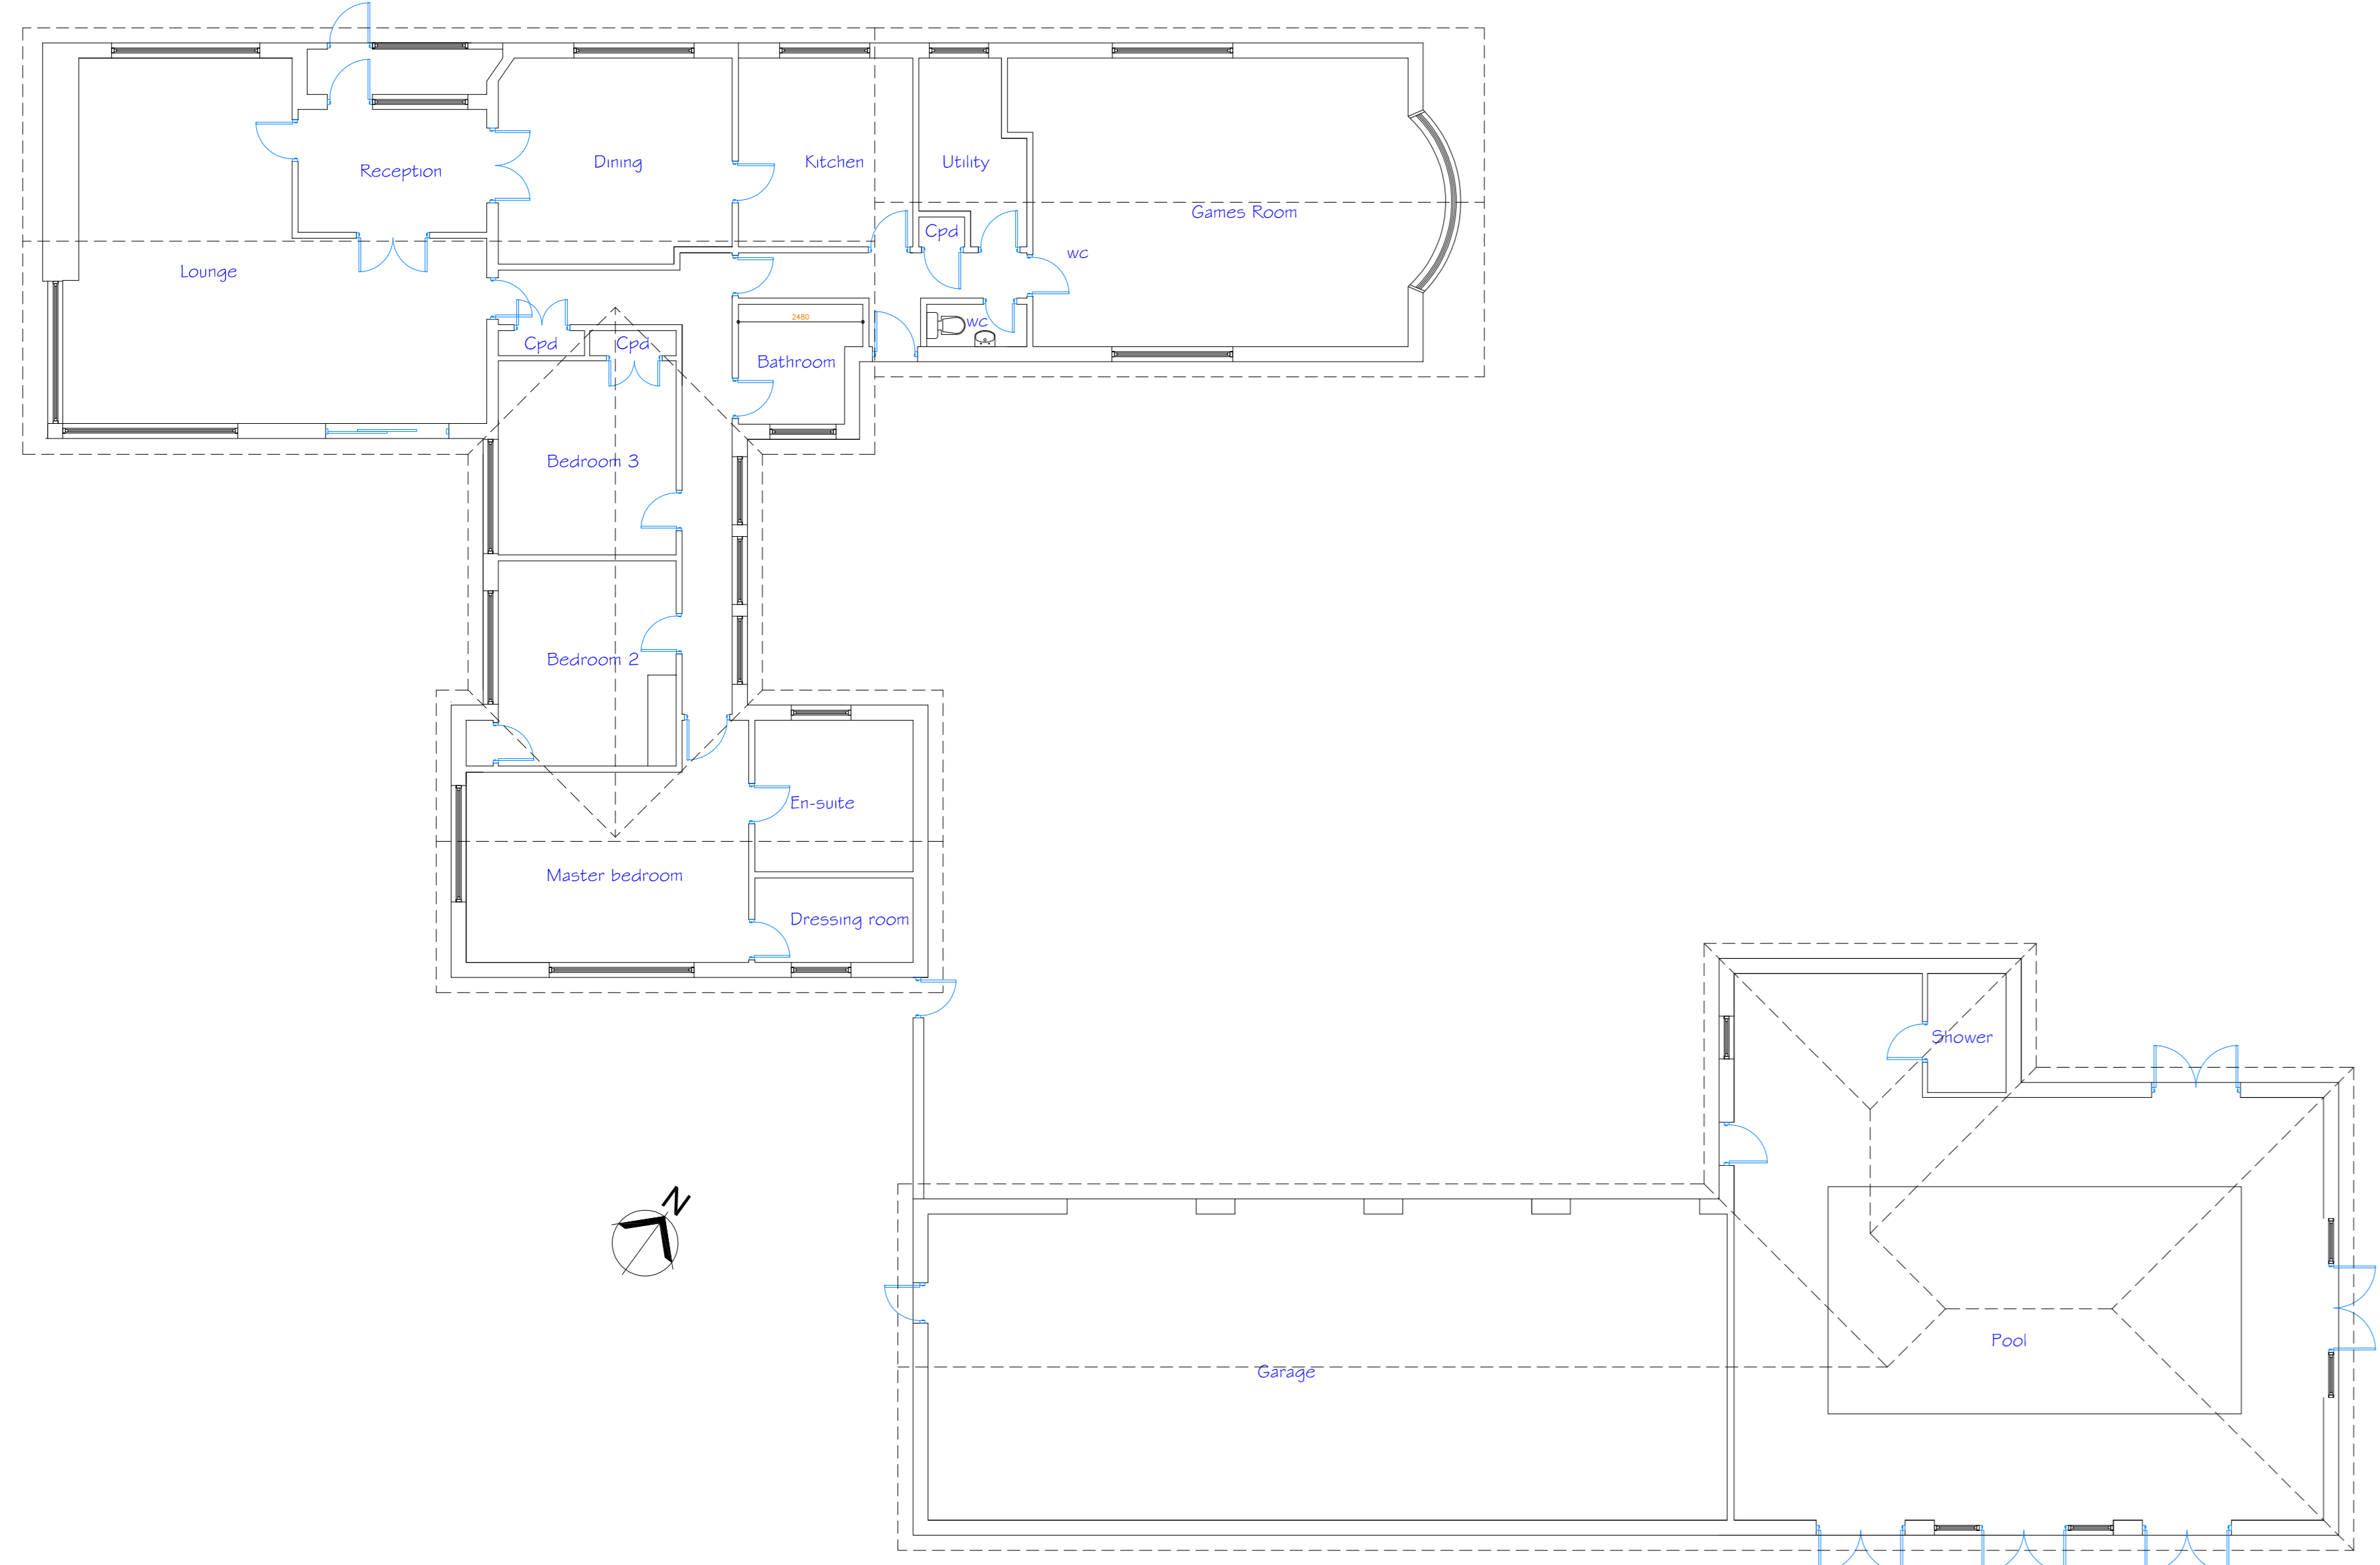 Reception
Dining
Kitchen
Utility
Games Room
Cpd
wc
Lounge
2480
wc
Cpd
Cpd
Bathroom
Bedroom 3
Bedroom 2
En-suite
Master bedroom
Dressing room
Shower
N
Pool
Garage